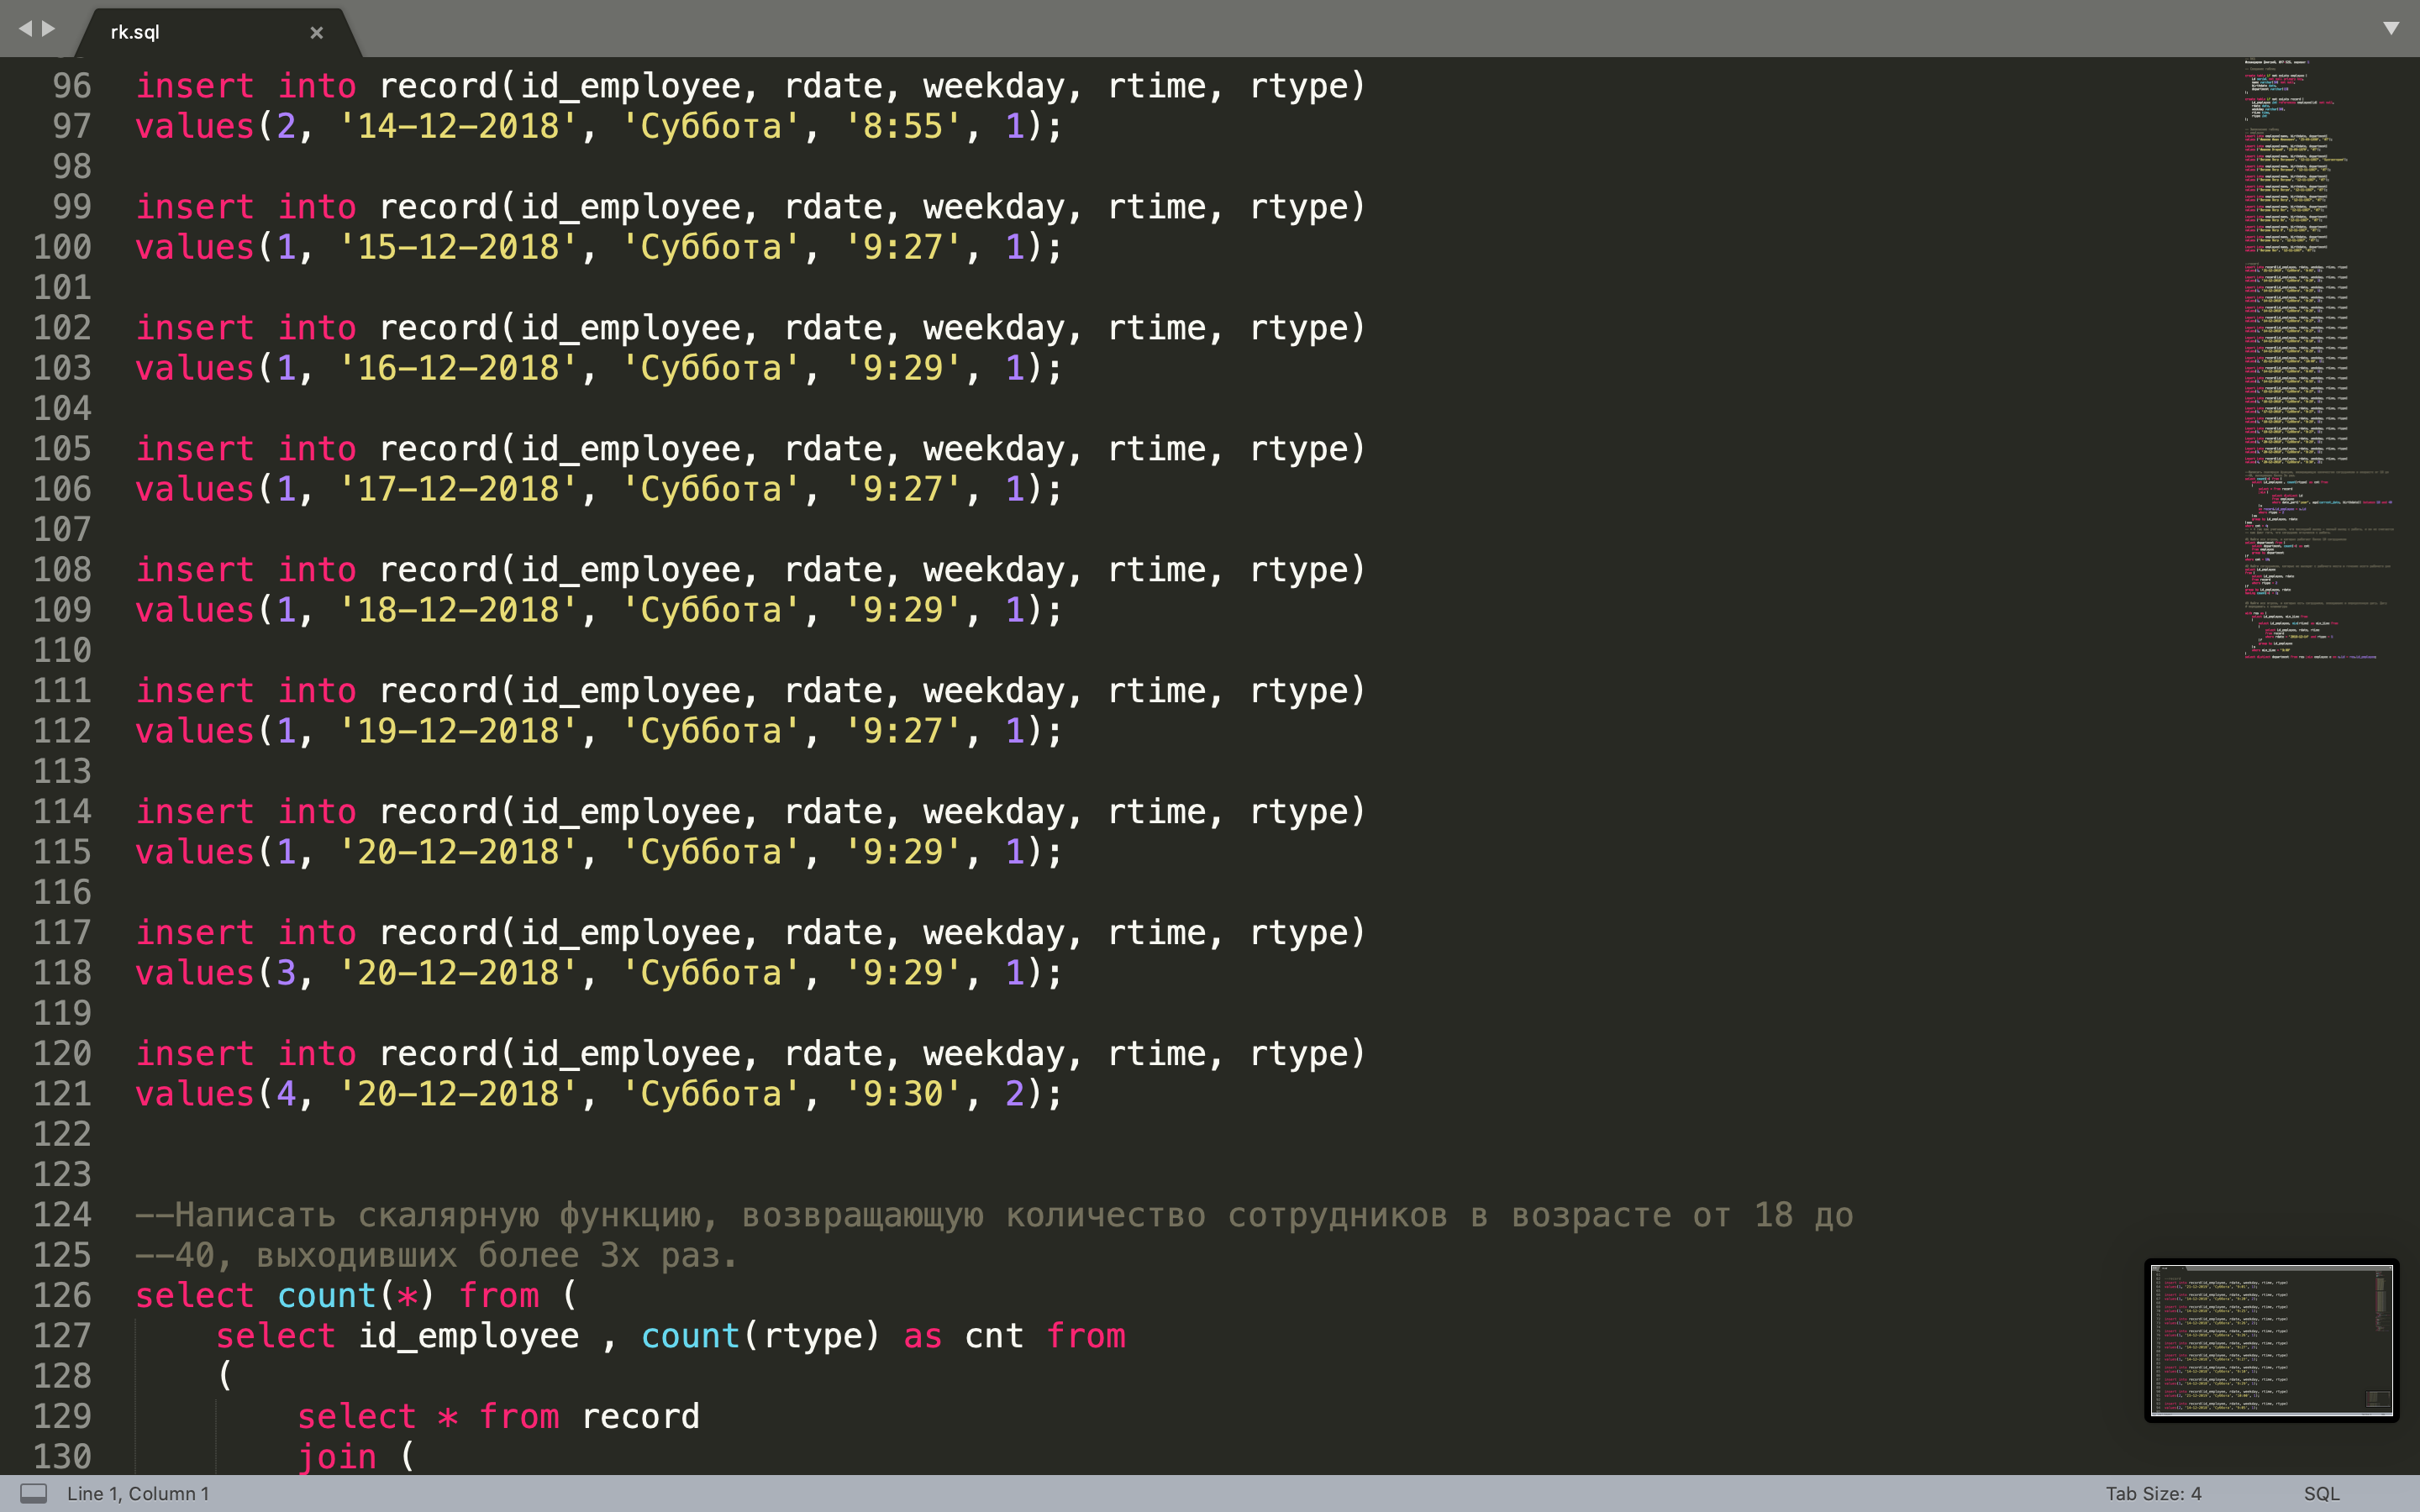 rk.sql
96 insert into record(id_employee, rdate, weekday, rtime, rtype)
97 values(2, '14-12-2018', 'Суббота', '8:55', 1);
98
99 insert into record(id_employee, rdate, weekday, rtime, rtype)
100 values(1, '15-12-2018', 'Суббота', '9:27', 1);
101
102 insert into record(id_employee, rdate, weekday, rtime, rtype)
103 values(1, '16-12-2018', 'Суббота', '9:29', 1);
104
105 insert into record(id_employee, rdate, weekday, rtime, rtype)
106 values(1, '17-12-2018', 'Суббота', '9:27', 1);
107
108 insert into record(id_employee, rdate, weekday, rtime, rtype)
109 values(1, '18-12-2018', 'Суббота', '9:29', 1);
110
111 insert into record(id_employee, rdate, weekday, rtime, rtype)
112 values(1, '19-12-2018', 'Суббота', '9:27', 1);
113
114 insert into record(id_employee, rdate, weekday, rtime, rtype)
115 values(1, '20-12-2018', 'Суббота', '9:29', 1);
116
117 insert into record(id_employee, rdate, weekday, rtime, rtype)
118 values(3, '20-12-2018', 'Суббота', '9:29', 1);
119
120 insert into record(id_employee, rdate, weekday, rtime, rtype)
121 values(4, '20-12-2018', 'Суббота', '9:30', 2);
122
123
124 --Написать скалярную функцию, возвращающую количество сотрудников в возрасте от 18 до
125 --40, выходивших более 3х раз.
126 select count(*) from (
127 select id_employee , count(rtype) as cnt from
128 (
129 select * from record
130 join (
Line 1, Column 1
Tab Size: 4
SQL